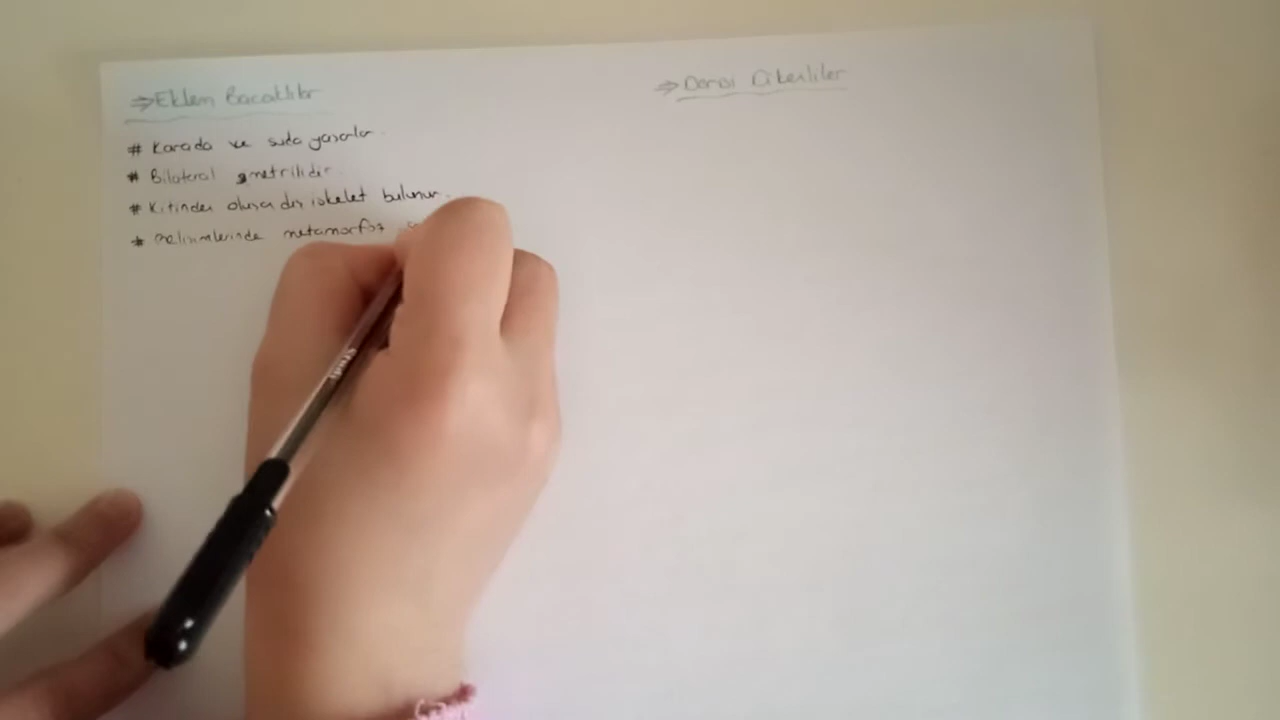 ⇒Eklem Bacaklılar
# Karada ve suda yaşarlar.
# Bilateral simetrilidir.
# Kitinden oluşan dış iskelet bulunur.
* Gelişimlerinde metamorfoz
⇒Derisi Dikenliler